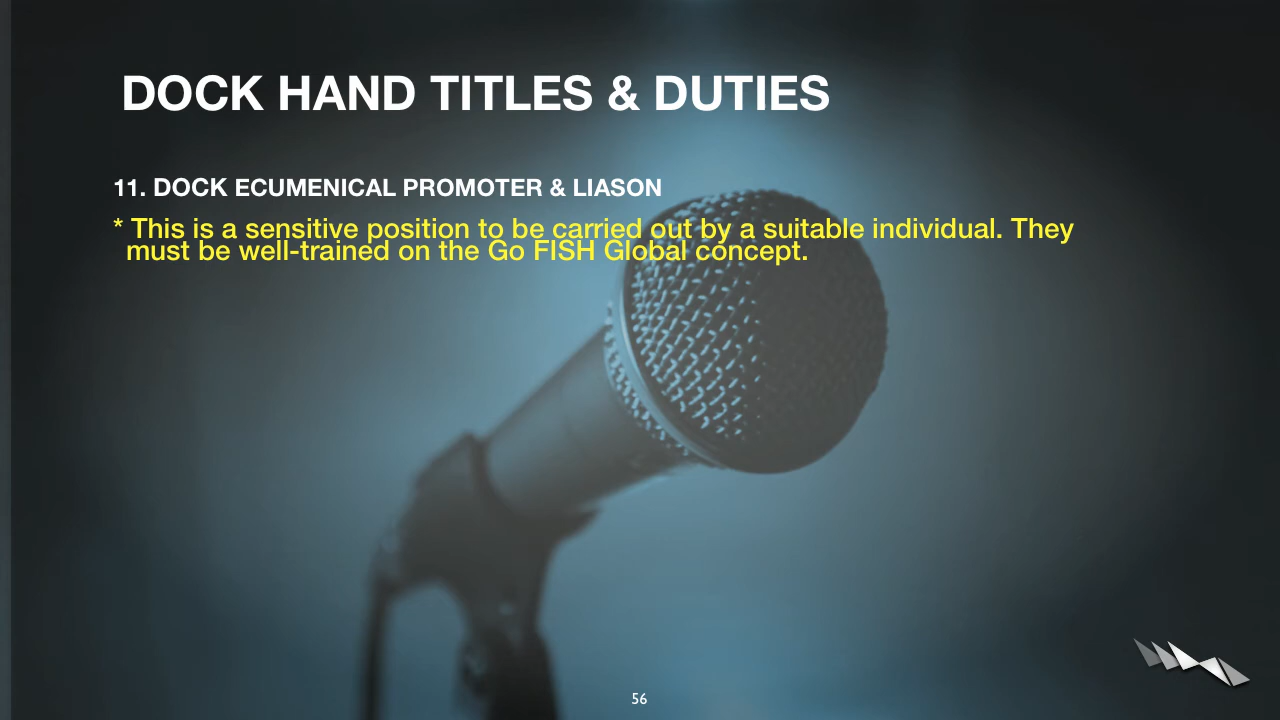 DOCK HAND TITLES & DUTIES
11. DOCK ECUMENICAL PROMOTER & LIASON
* This is a sensitive position to be carried out by a suitable individual. They
must be well-trained on the Go FISH Global concept.
56